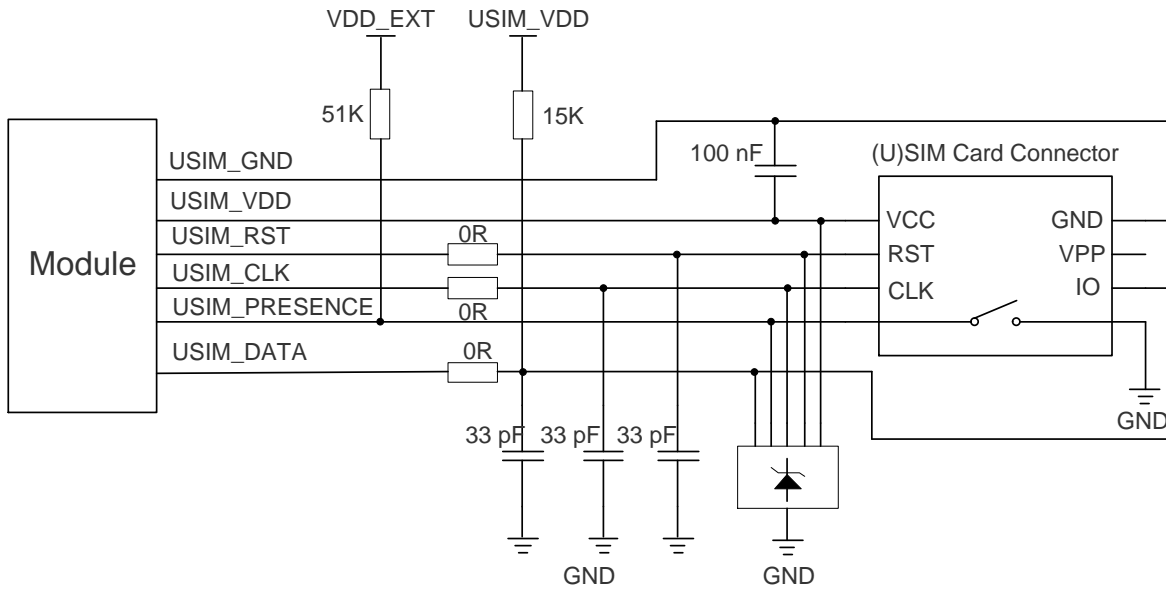 VDD_EXT
USIM_VDD
51K
15K
100 nF
(U)SIM Card Connector
Module
USIM_GND
USIM_VDD
USIM_RST
0R
USIM_CLK
USIM_PRESENCE
0R
USIM_DATA
0R
VCC
GND
RST
VPP
CLK
IO
GND
33 pF
33 pF
33 pF
GND
GND